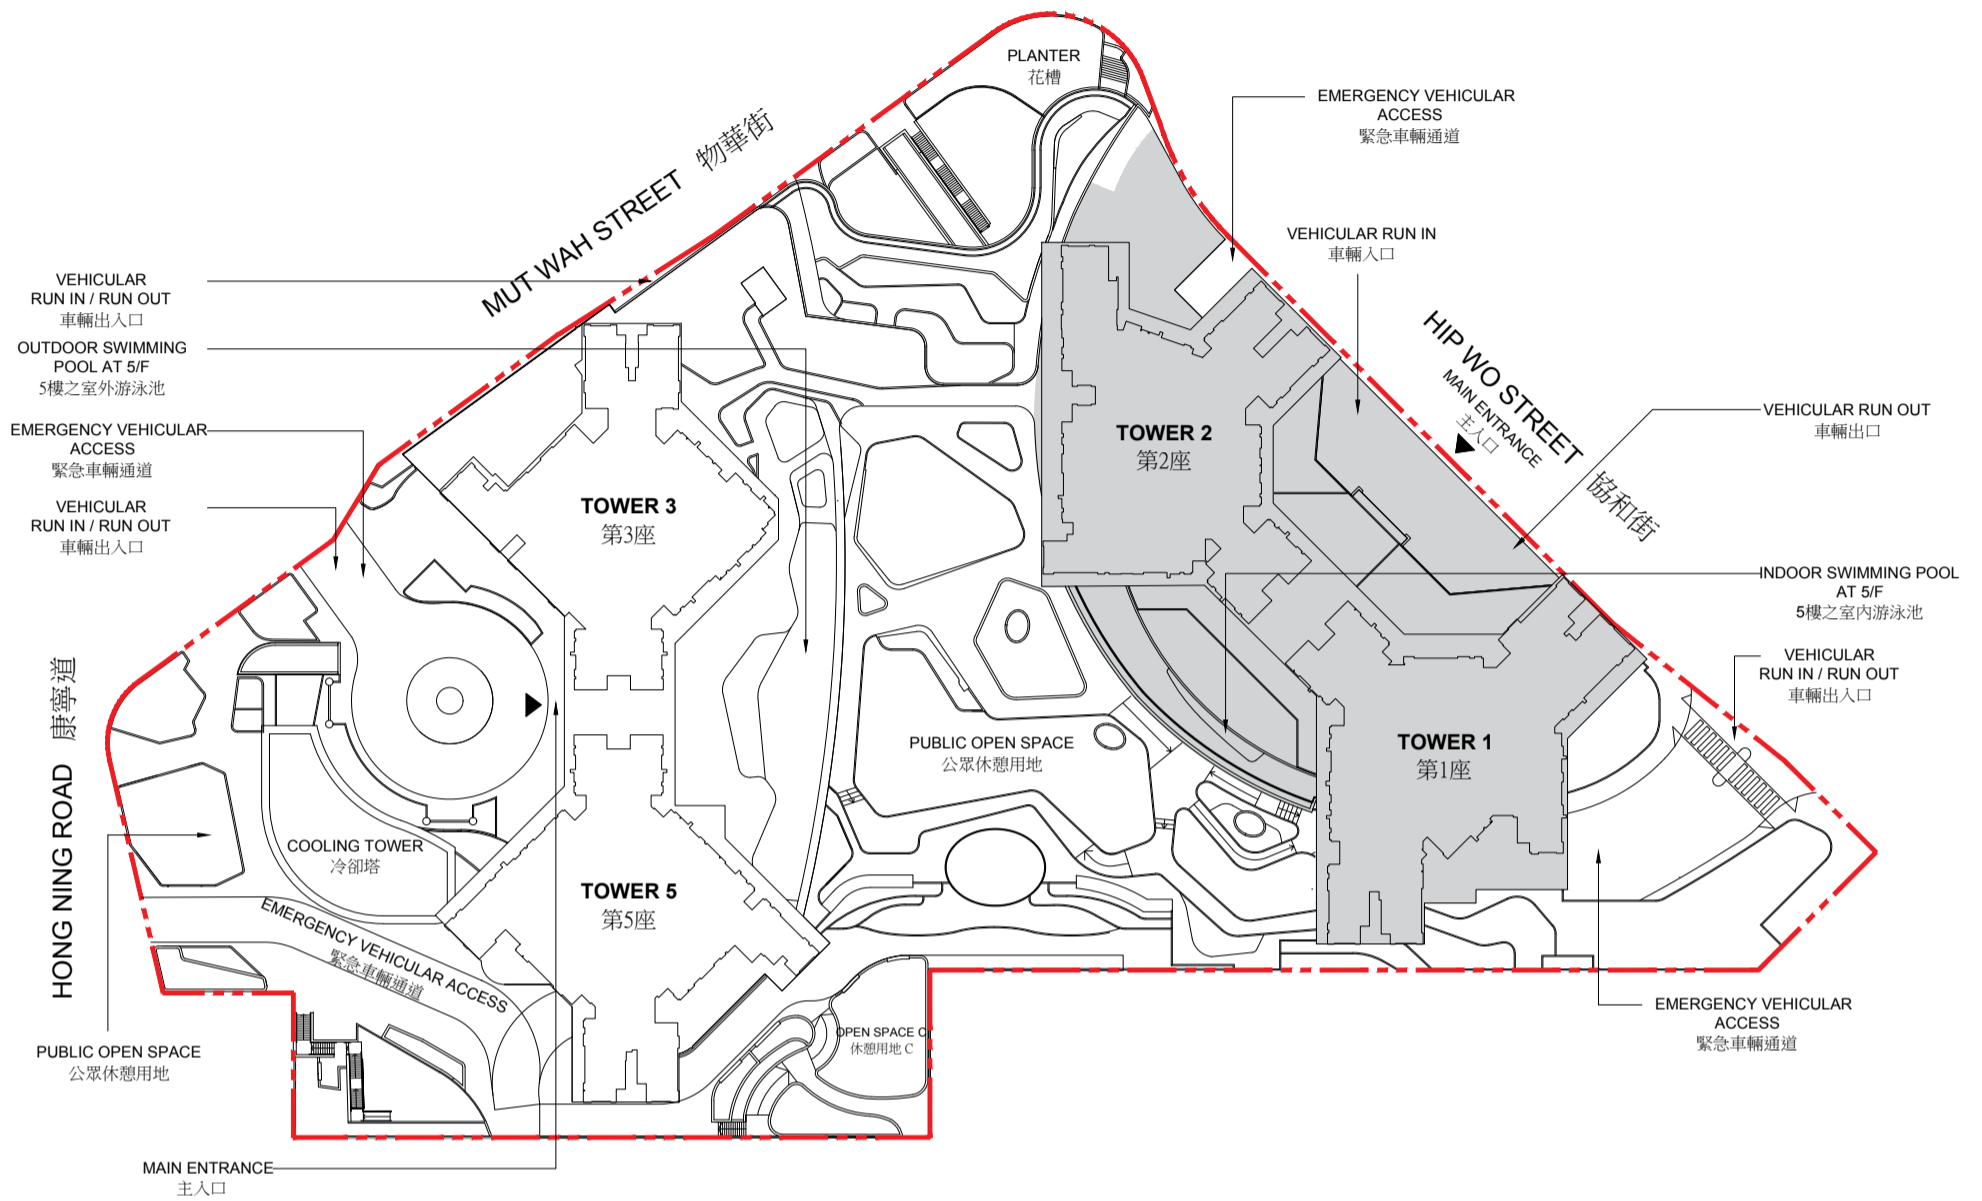 PLANTER
花槽
EMERGENCY VEHICULAR
ACCESS
緊急車輛通道
MUT WAH STREET 物華街
VEHICULAR RUN IN
車輛入口
VEHICULAR
RUN IN / RUN OUT
車輛出入口
OUTDOOR SWIMMING
POOL AT 5/F
5樓之室外游泳池
HIP WO STREET 協和街
MAIN ENTRANCE
主入口
VEHICULAR RUN OUT
車輛出口
EMERGENCY VEHICULAR
ACCESS
緊急車輛通道
TOWER 2
第2座
VEHICULAR
RUN IN / RUN OUT
車輛出入口
TOWER 3
第3座
INDOOR SWIMMING POOL
AT 5/F
5樓之室內游泳池
VEHICULAR
RUN IN / RUN OUT
車輛出入口
HONG NING ROAD 康寧道
PUBLIC OPEN SPACE
公眾休憩用地
TOWER 1
第1座
COOLING TOWER
冷卻塔
TOWER 5
第5座
EMERGENCY VEHICULAR ACCESS
緊急車輛通道
PUBLIC OPEN SPACE
公眾休憩用地
OPEN SPACE C
休憩用地 C
EMERGENCY VEHICULAR
ACCESS
緊急車輛通道
MAIN ENTRANCE
主入口